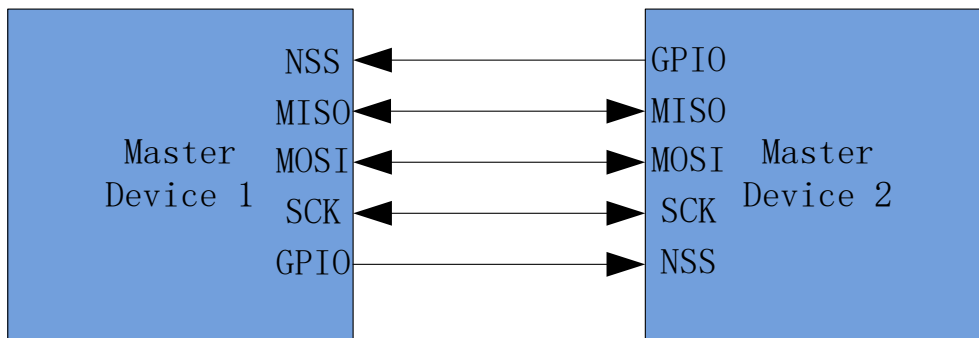 NSS
MISO
MOSI
SCK
GPIO
Master
Device 1
GPIO
MISO
MOSI
SCK
NSS
Master
Device 2